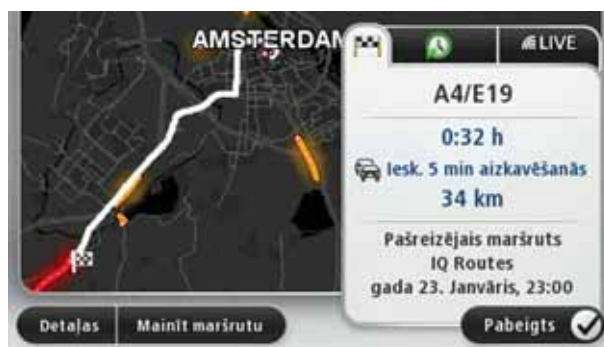 AMSTERDAM
LIVE
A4/E19
0:32 h
Iesk. 5 min aizkavēšanās
34 km
Pašreizējais maršruts
IQ Routes
gada 23. Janvāris, 23:00
Detaļas
Mainīt maršrutu
Pabeigts